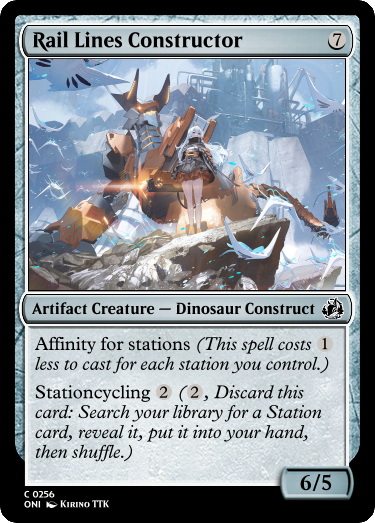 Rail Lines Constructor 7
Artifact Creature — Dinosaur Construct
Affinity for stations (This spell costs 1
less to cast for each station you control.)
Stationcycling 2 ( 2 , Discard this
card: Search your library for a Station
card, reveal it, put it into your hand,
then shuffle.)
6/5
C 0256
ONI Kirino TTK